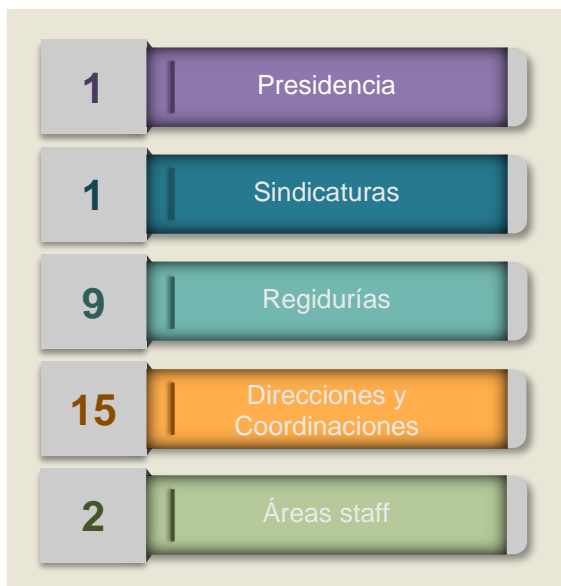 1 Presidencia
1 Sindicaturas
9 Regidurías
15 Direcciones y
Coordinaciones
2 Áreas staff